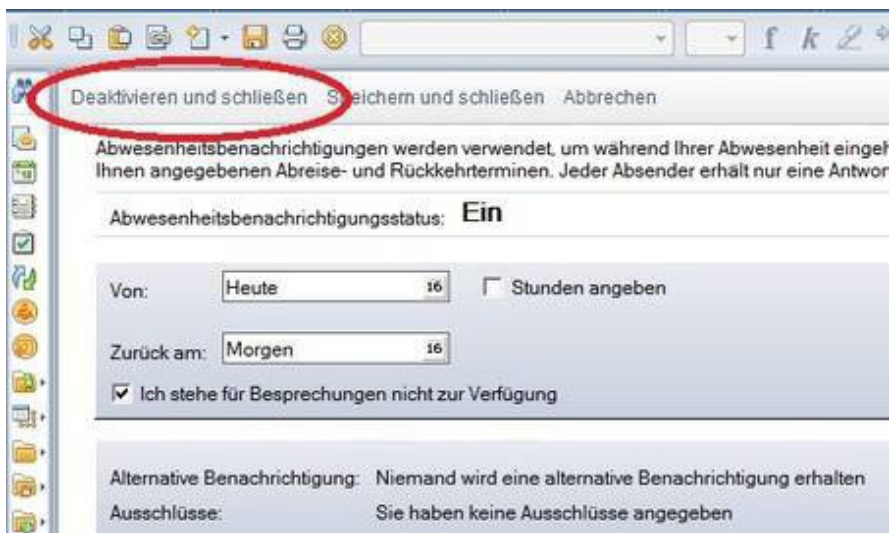 f k 2
Deaktivieren und schließen Speichern und schließen Abbrechen
Abwesenheitsbenachrichtigungen werden verwendet, um während Ihrer Abwesenheit eingeh
Ihnen angegebenen Abreise- und Rückkehrterminen. Jeder Absender erhält nur eine Antwor
Abwesenheitsbenachrichtigungsstatus: Ein
Von: Heute 16 Stunden angeben
Zurück am: Morgen 16
Ich stehe für Besprechungen nicht zur Verfügung
Alternative Benachrichtigung: Niemand wird eine alternative Benachrichtigung erhalten
Ausschlüsse: Sie haben keine Ausschlüsse angegeben